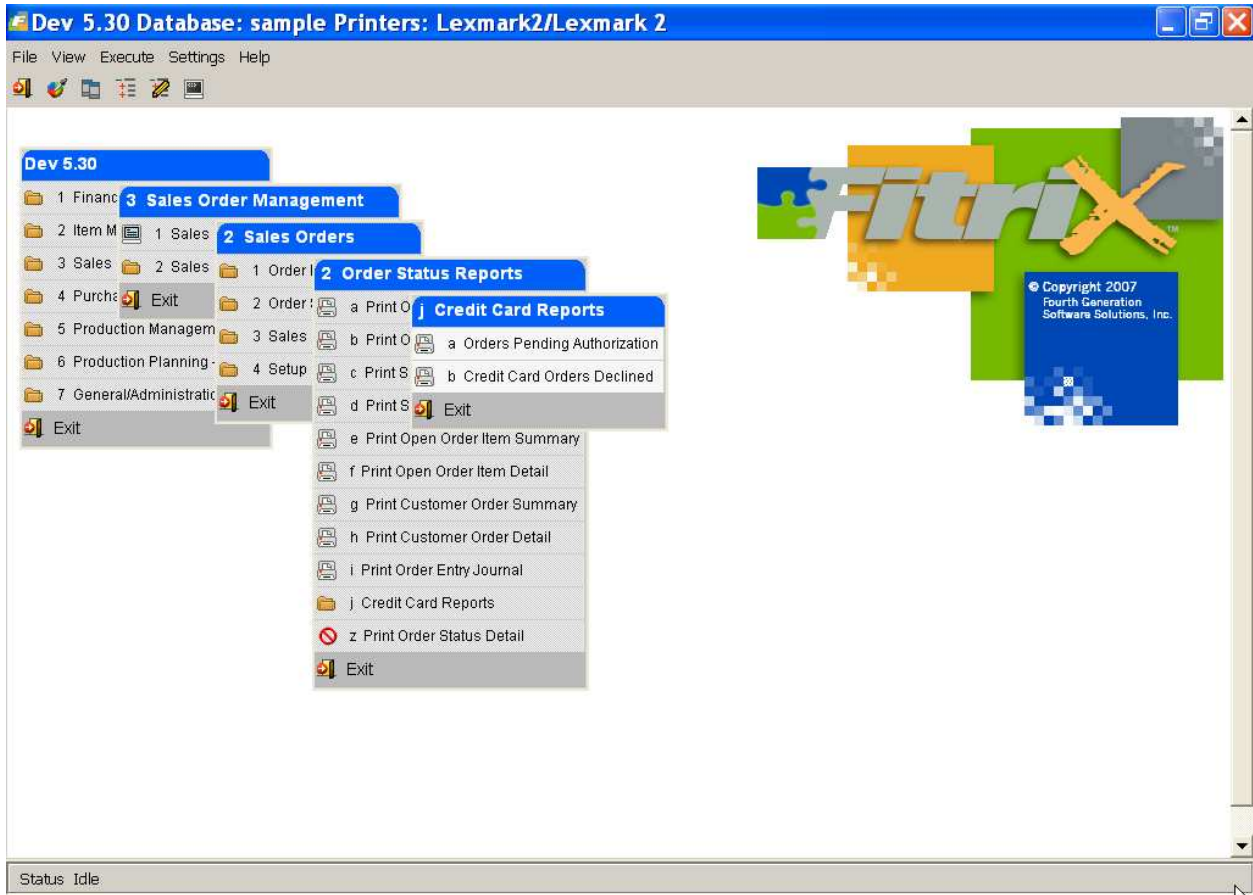 Dev 5.30 Database: sample Printers: Lexmark2/Lexmark 2
File View Execute Settings Help
Dev 5.30
1 Financ
2 Item M
3 Sales
4 Purcha
5 Production Managem
6 Production Planning -
7 General/Administratic
Exit
3 Sales Order Management
1 Sales
2 Sales
Exit
2 Sales Orders
1 Order
2 Order
3 Sales
4 Setup
Exit
2 Order Status Reports
a Print O
b Print O
c Print S
d Print S
e Print Open Order Item Summary
f Print Open Order Item Detail
g Print Customer Order Summary
h Print Customer Order Detail
i Print Order Entry Journal
j Credit Card Reports
z Print Order Status Detail
Exit
j Credit Card Reports
a Orders Pending Authorization
b Credit Card Orders Declined
Exit
Fitrix ™
© Copyright 2007
Fourth Generation
Software Solutions, Inc.
Status Idle